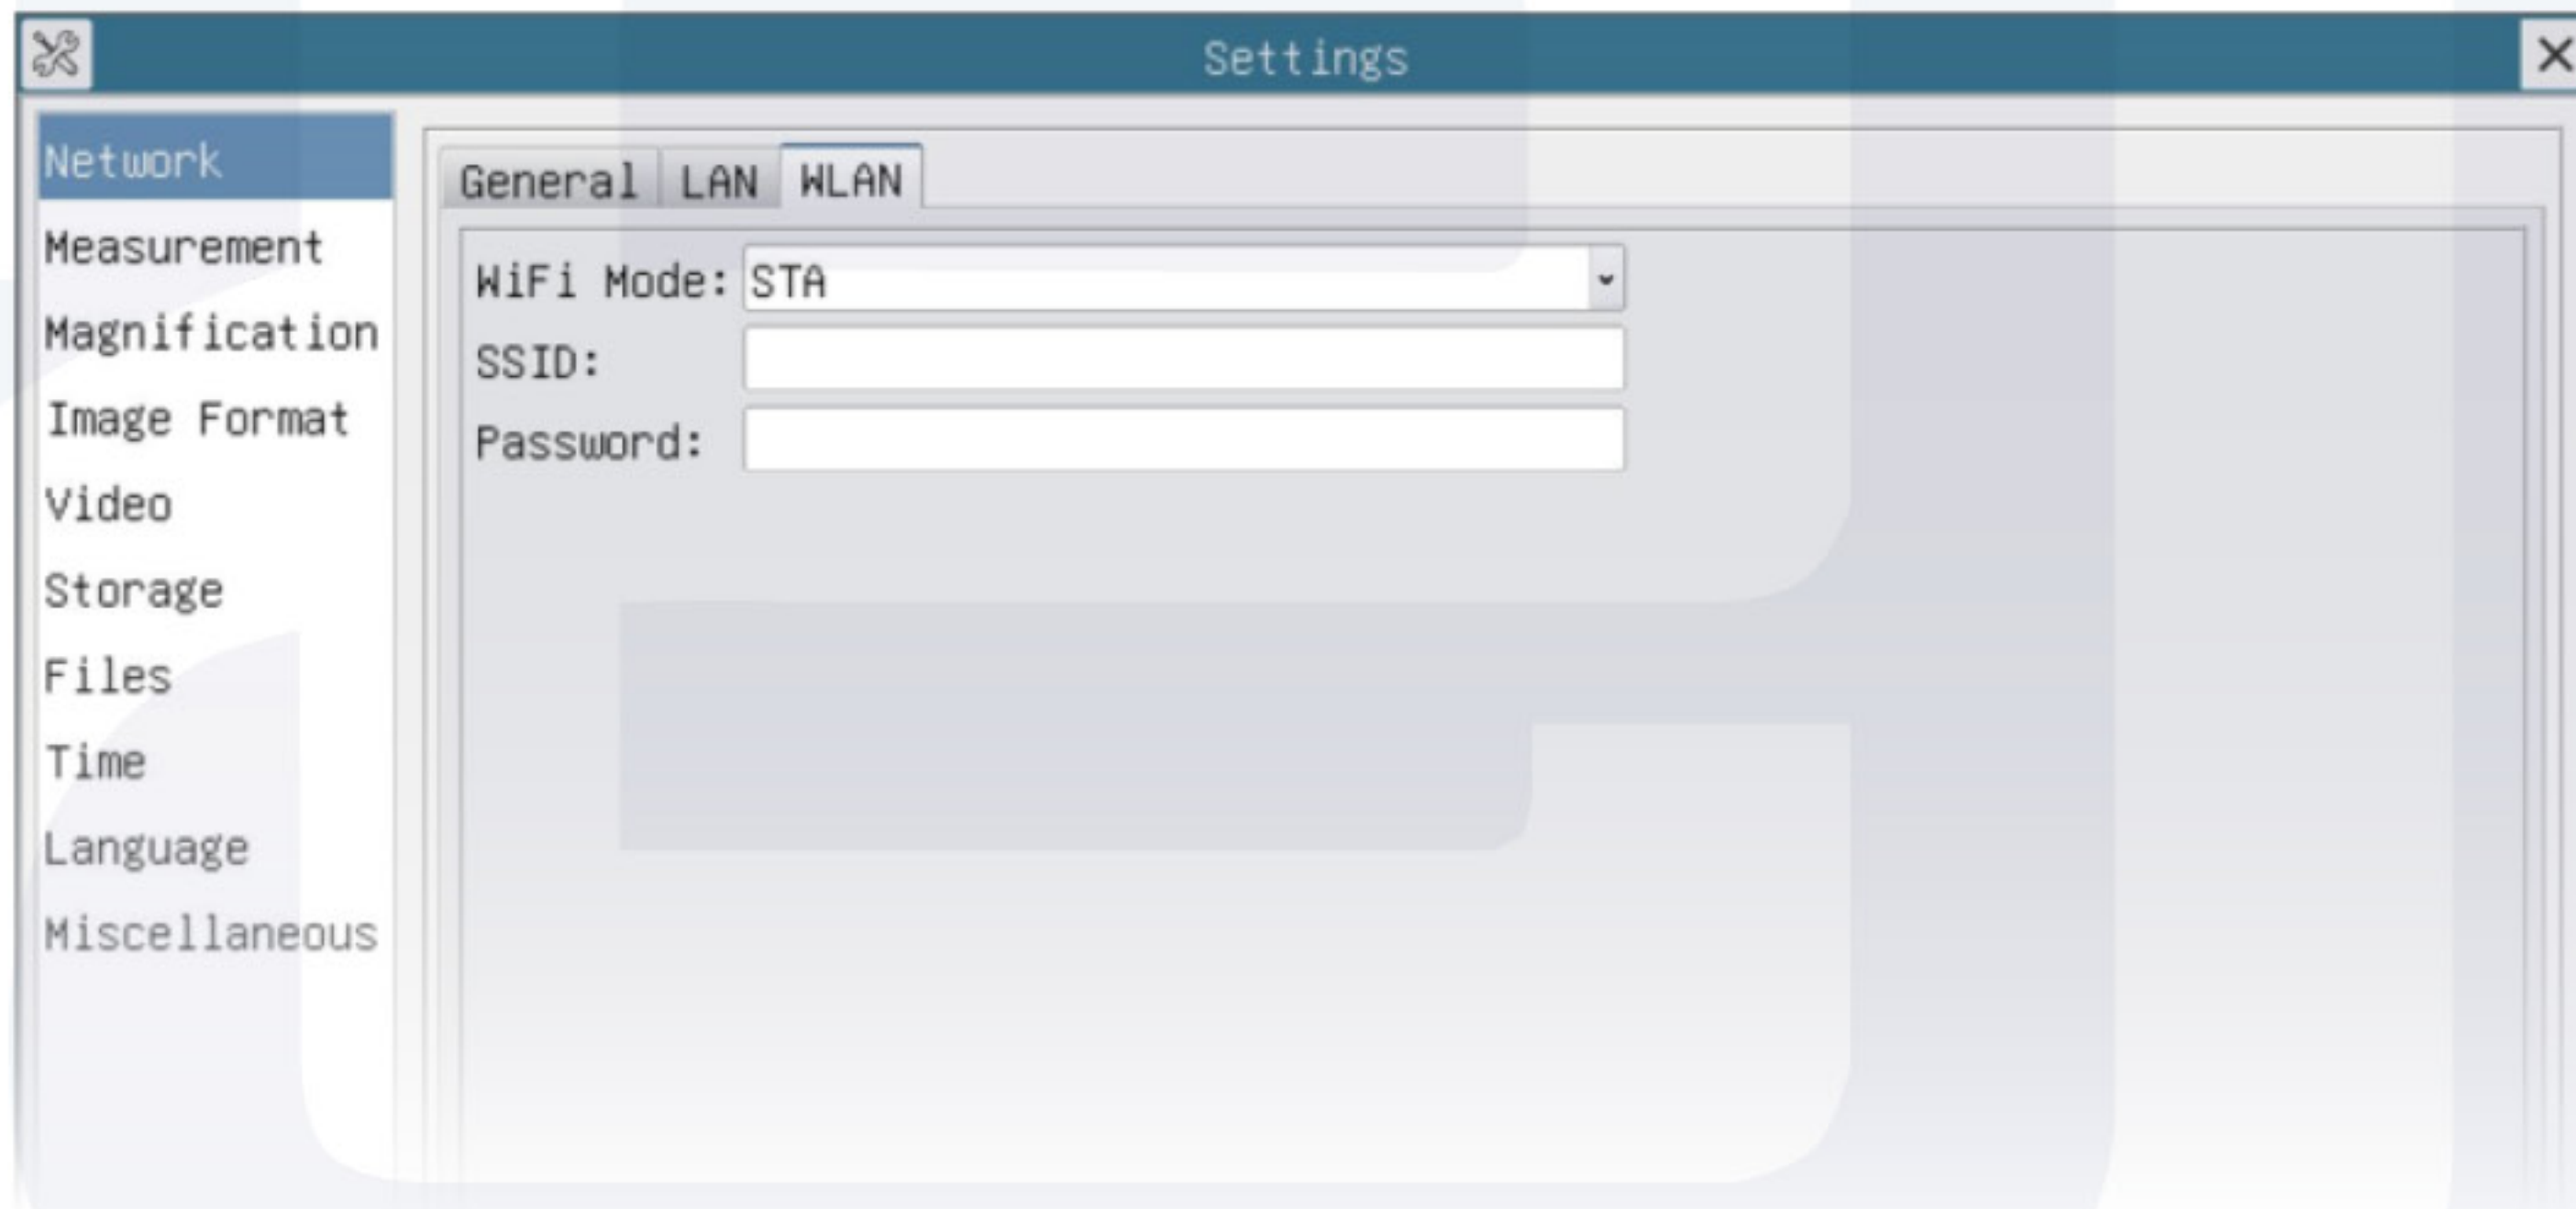 Settings
Network
Measurement
Magnification
Image Format
Video
Storage
Files
Time
Language
Miscellaneous
General LAN WLAN
WiFi Mode: STA
SSID:
Password: